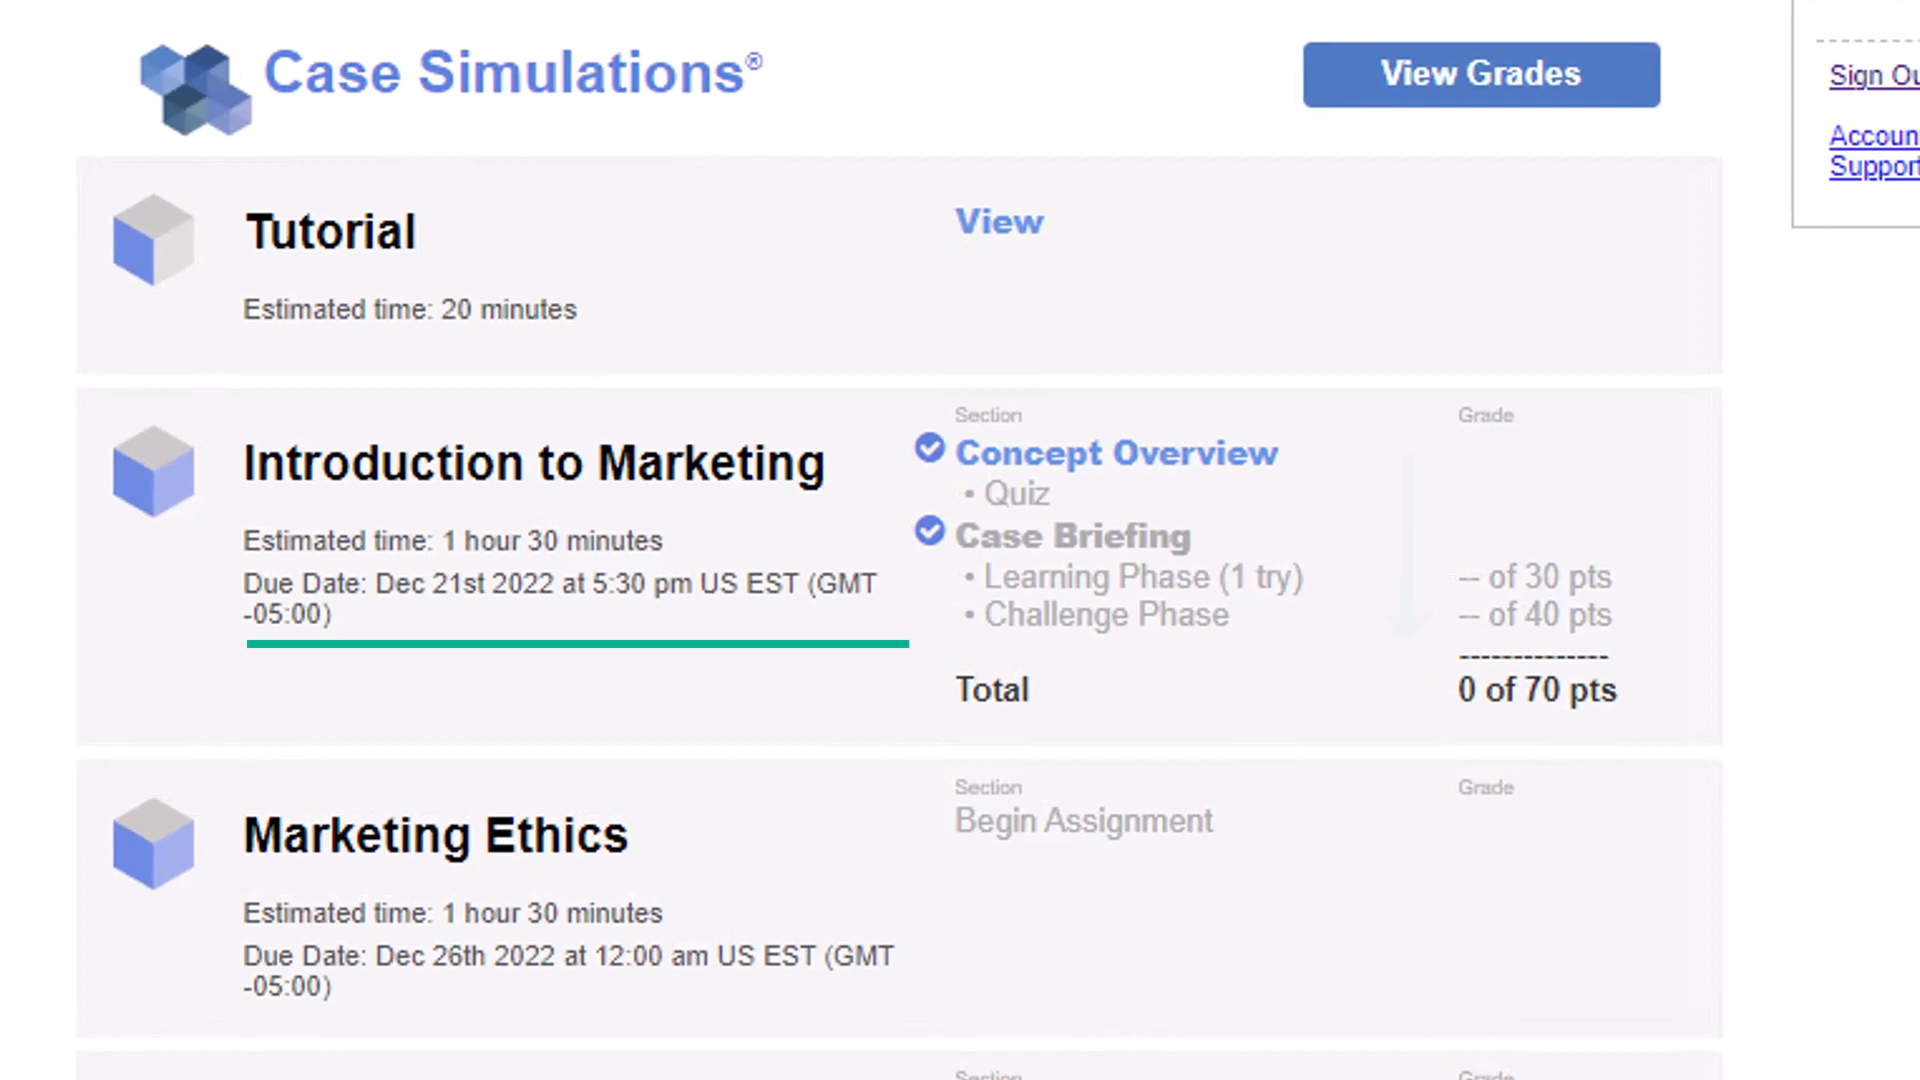 Case Simulations®
View Grades
Sign Ou
Accoun
Support
Tutorial
View
Estimated time: 20 minutes
Introduction to Marketing
Estimated time: 1 hour 30 minutes
Due Date: Dec 21st 2022 at 5:30 pm US EST (GMT
-05:00)
Section
Grade
Concept Overview
• Quiz
Case Briefing
• Learning Phase (1 try)
-- of 30 pts
• Challenge Phase
-- of 40 pts
--------------
Total
0 of 70 pts
Marketing Ethics
Estimated time: 1 hour 30 minutes
Due Date: Dec 26th 2022 at 12:00 am US EST (GMT
-05:00)
Section
Grade
Begin Assignment
Section
Grade